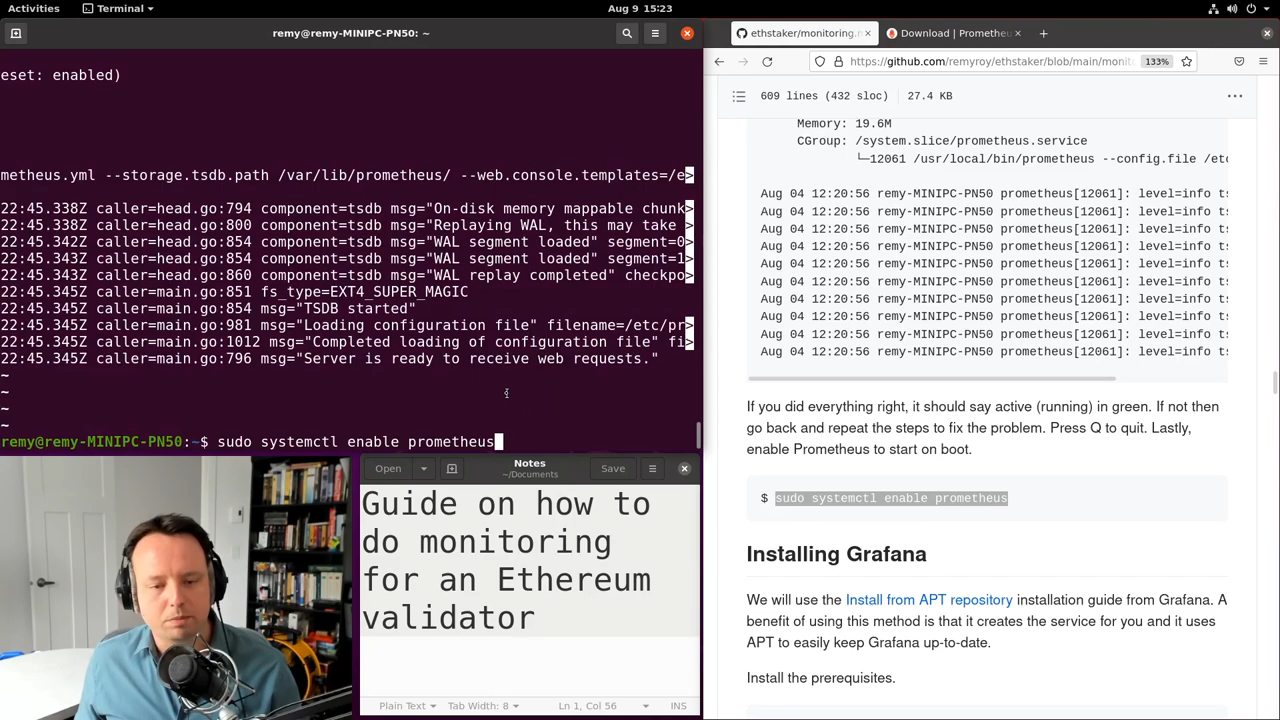 Activities
Terminal
Aug 9 15:23
remy@remy-MINIPC-PN50: ~
eset: enabled)
metheus.yml --storage.tsdb.path /var/lib/prometheus/ --web.console.templates=/e>
22:45.338Z caller=head.go:794 component=tsdb msg="On-disk memory mappable chunk>
22:45.338Z caller=head.go:800 component=tsdb msg="Replaying WAL, this may take >
22:45.342Z caller=head.go:854 component=tsdb msg="WAL segment loaded" segment=0>
22:45.343Z caller=head.go:854 component=tsdb msg="WAL segment loaded" segment=1>
22:45.343Z caller=head.go:860 component=tsdb msg="WAL replay completed" checkpo>
22:45.345Z caller=main.go:851 fs_type=EXT4_SUPER_MAGIC
22:45.345Z caller=main.go:854 msg="TSDB started"
22:45.345Z caller=main.go:981 msg="Loading configuration file" filename=/etc/pr>
22:45.345Z caller=main.go:1012 msg="Completed loading of configuration file" fi>
22:45.345Z caller=main.go:796 msg="Server is ready to receive web requests."
~
~
~
~
remy@remy-MINIPC-PN50:~$ sudo systemctl enable prometheus
Open
Notes
~/Documents
Save
Guide on how to
do monitoring
for an Ethereum
validator
Plain Text
Tab Width: 8
Ln 1, Col 56
INS
ethstaker/monitoring.n
Download | Prometheu
https://github.com/remyroy/ethstaker/blob/main/monit
133%
609 lines (432 sloc)
27.4 KB
Memory: 19.6M
CGroup: /system.slice/prometheus.service
└─12061 /usr/local/bin/prometheus --config.file /etc
Aug 04 12:20:56 remy-MINIPC-PN50 prometheus[12061]: level=info ts
Aug 04 12:20:56 remy-MINIPC-PN50 prometheus[12061]: level=info ts
Aug 04 12:20:56 remy-MINIPC-PN50 prometheus[12061]: level=info ts
Aug 04 12:20:56 remy-MINIPC-PN50 prometheus[12061]: level=info ts
Aug 04 12:20:56 remy-MINIPC-PN50 prometheus[12061]: level=info ts
Aug 04 12:20:56 remy-MINIPC-PN50 prometheus[12061]: level=info ts
Aug 04 12:20:56 remy-MINIPC-PN50 prometheus[12061]: level=info ts
Aug 04 12:20:56 remy-MINIPC-PN50 prometheus[12061]: level=info ts
Aug 04 12:20:56 remy-MINIPC-PN50 prometheus[12061]: level=info ts
Aug 04 12:20:56 remy-MINIPC-PN50 prometheus[12061]: level=info ts
If you did everything right, it should say active (running) in green. If not then
go back and repeat the steps to fix the problem. Press Q to quit. Lastly,
enable Prometheus to start on boot.
$ sudo systemctl enable prometheus
Installing Grafana
We will use the Install from APT repository installation guide from Grafana. A
benefit of using this method is that it creates the service for you and it uses
APT to easily keep Grafana up-to-date.
Install the prerequisites.